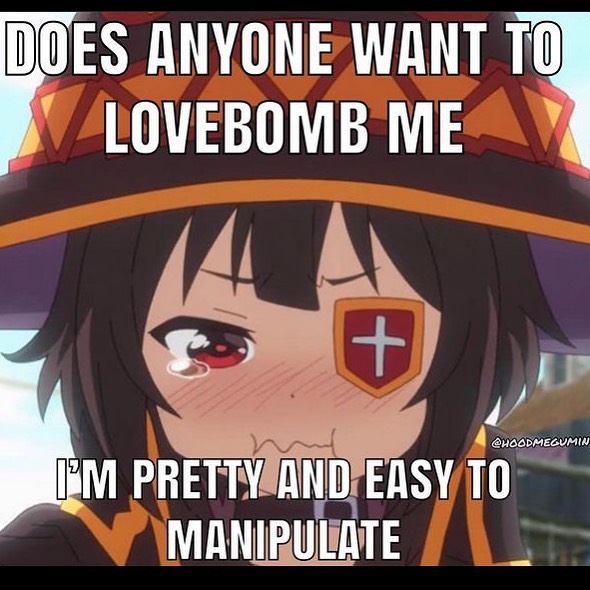 DOES ANYONE WANT TO
LOVEBOMB ME
@HOODMEGUMIN
I'M PRETTY AND EASY TO
MANIPULATE